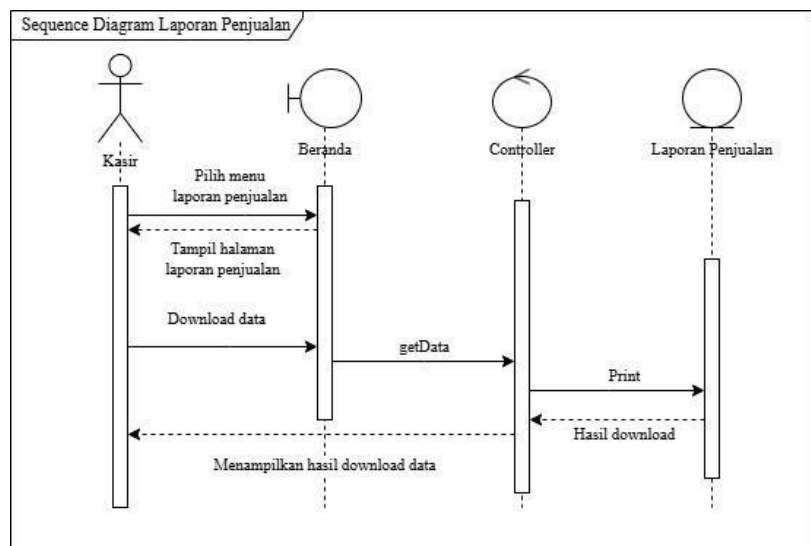 Sequence Diagram Laporan Penjualan
Kasir
Beranda
Controller
Laporan Penjualan
Pilih menu
laporan penjualan
Tampil halaman
laporan penjualan
Download data
getData
Print
Hasil download
Menampilkan hasil download data